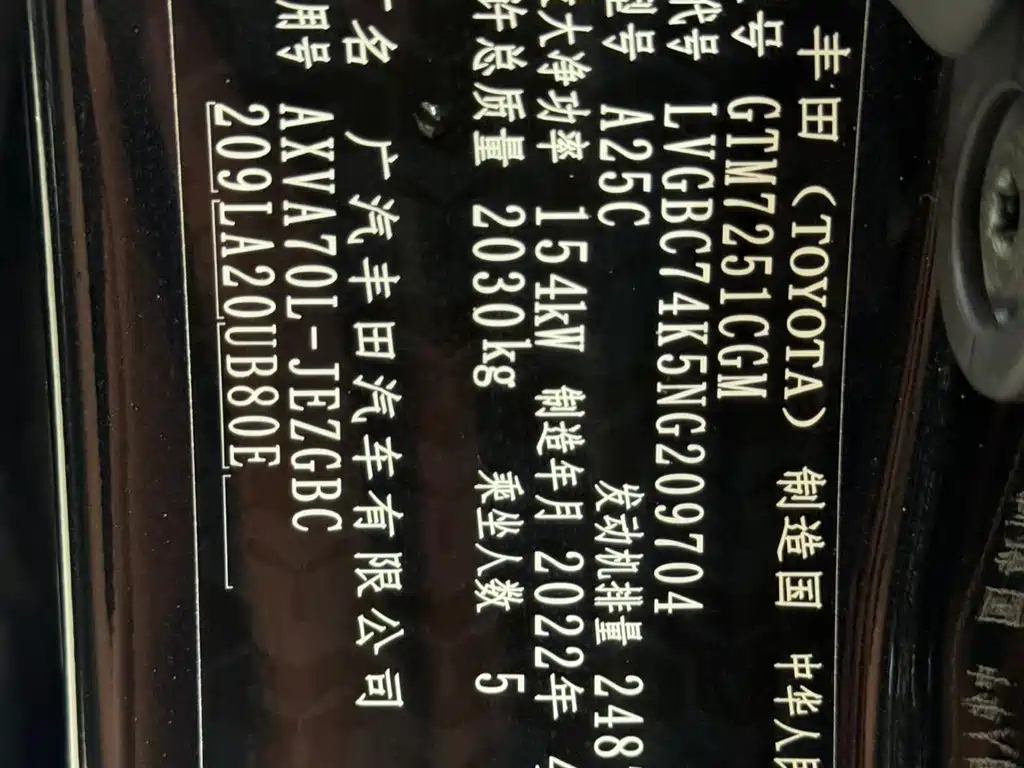 丰田 (TOYOTA) 制造国 中华人民
号 GTM7251CGM
代号 LVGBC74K5NG209704
型号 A25C 发动机排量 248
大净功率 154kW 制造年月 2022年
许总质量 2030kg 乘坐人数 5
厂名 广汽丰田汽车有限公司
用号 AXVA70L-JEZGBC
209LA20UB80E